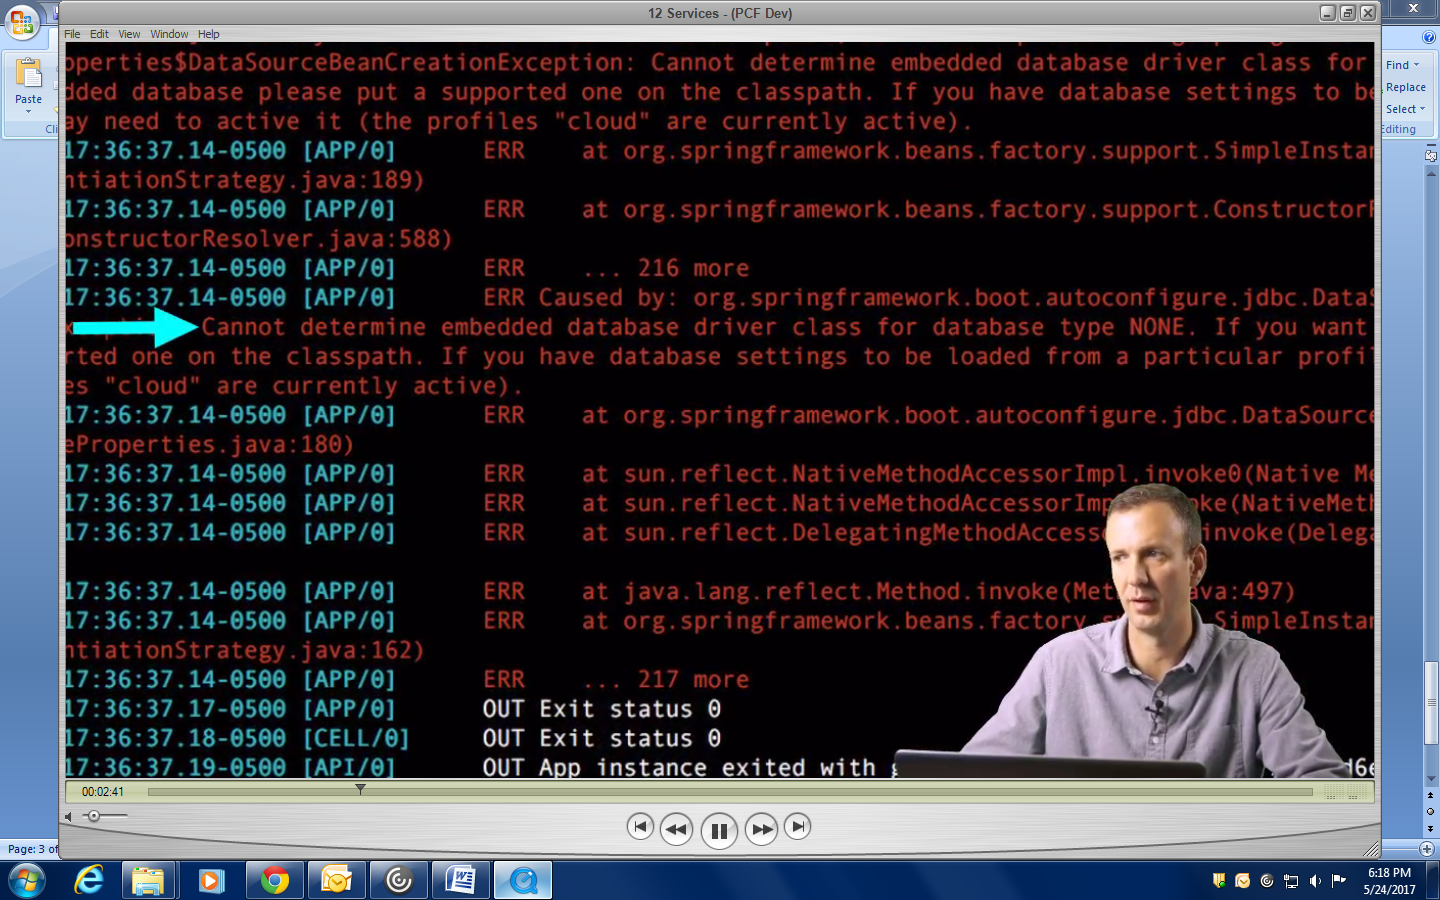 12 Services - (PCF Dev)
File Edit View Window Help
operties$DataSourceBeanCreationException: Cannot determine embedded database driver class for
dded database please put a supported one on the classpath. If you have database settings to be
ay need to active it (the profiles "cloud" are currently active).
17:36:37.14-0500 [APP/0] ERR at org.springframework.beans.factory.support.SimpleInstan
ntiationStrategy.java:189)
17:36:37.14-0500 [APP/0] ERR at org.springframework.beans.factory.support.ConstructorR
onstructorResolver.java:588)
17:36:37.14-0500 [APP/0] ERR ... 216 more
17:36:37.14-0500 [APP/0] ERR Caused by: org.springframework.boot.autoconfigure.jdbc.DataS
Cannot determine embedded database driver class for database type NONE. If you want
rted one on the classpath. If you have database settings to be loaded from a particular profi
es "cloud" are currently active).
17:36:37.14-0500 [APP/0] ERR at org.springframework.boot.autoconfigure.jdbc.DataSource
eProperties.java:180)
17:36:37.14-0500 [APP/0] ERR at sun.reflect.NativeMethodAccessorImpl.invoke0(Native Me
17:36:37.14-0500 [APP/0] ERR at sun.reflect.NativeMethodAccessorImp voke(NativeMeth
17:36:37.14-0500 [APP/0] ERR at sun.reflect.DelegatingMethodAccess invoke(Delega
17:36:37.14-0500 [APP/0] ERR at java.lang.reflect.Method.invoke(Met ava:497)
17:36:37.14-0500 [APP/0] ERR at org.springframework.beans.factory.s SimpleInstan
ntiationStrategy.java:162)
17:36:37.14-0500 [APP/0] ERR ... 217 more
17:36:37.17-0500 [APP/0] OUT Exit status 0
17:36:37.18-0500 [CELL/0] OUT Exit status 0
17:36:37.19-0500 [API/0] OUT App instance exited with d6e
00:02:41
Paste
Find
Replace
Select
Editing
Page: 3 of
6:18 PM
5/24/2017